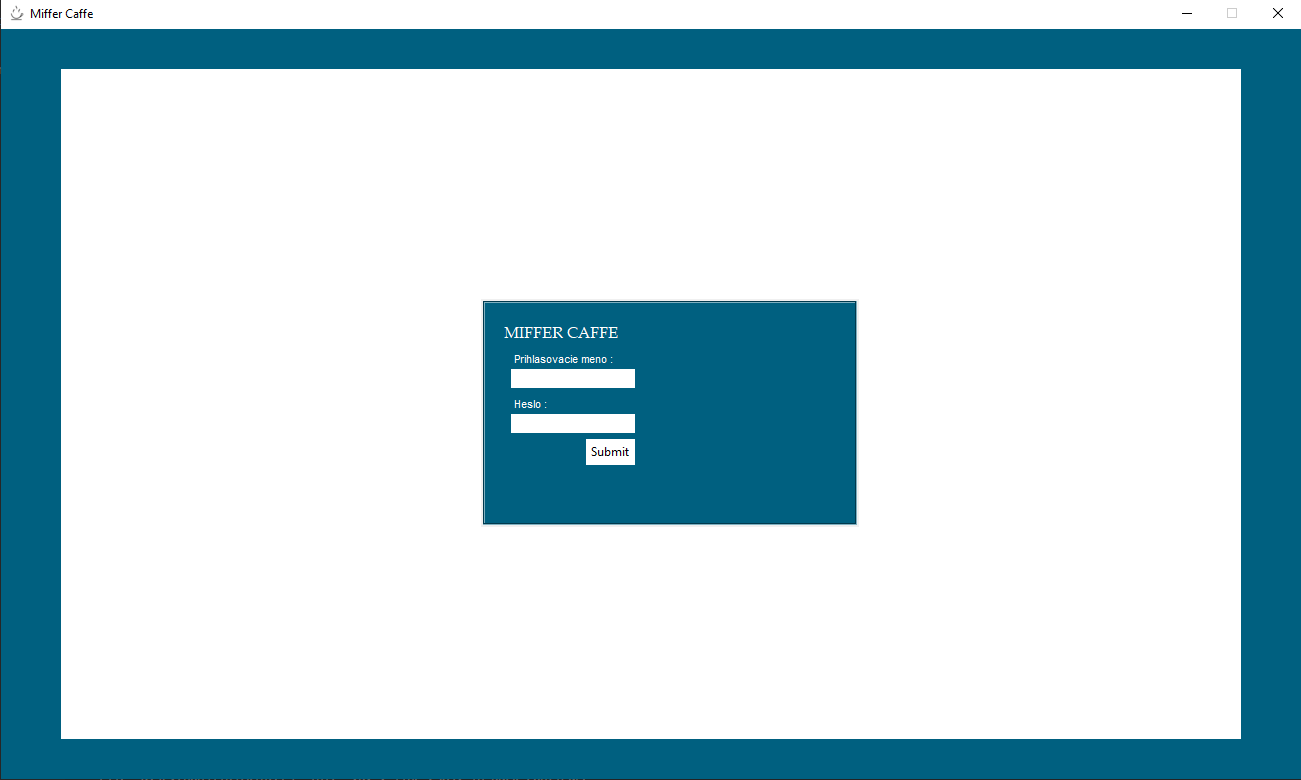 Miffer Caffe
MIFFER CAFFE
Prihlasovacie meno :
Heslo :
Submit